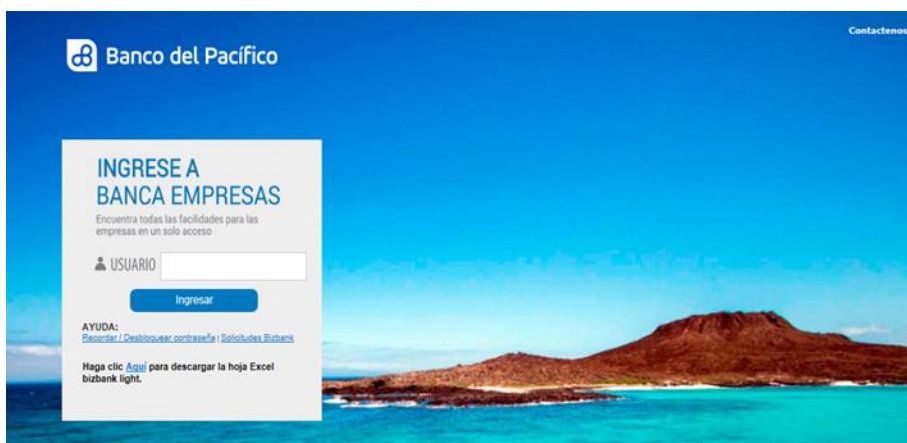 Contactenos
Banco del Pacífico
INGRESE A
BANCA EMPRESAS
Encuentra todas las facilidades para las
empresas en un solo acceso
USUARIO
Ingresar
AYUDA:
Recordar / Desbloquear contraseña | Solicitudes Bizbank
Haga clic Aquí para descargar la hoja Excel
bizbank light.